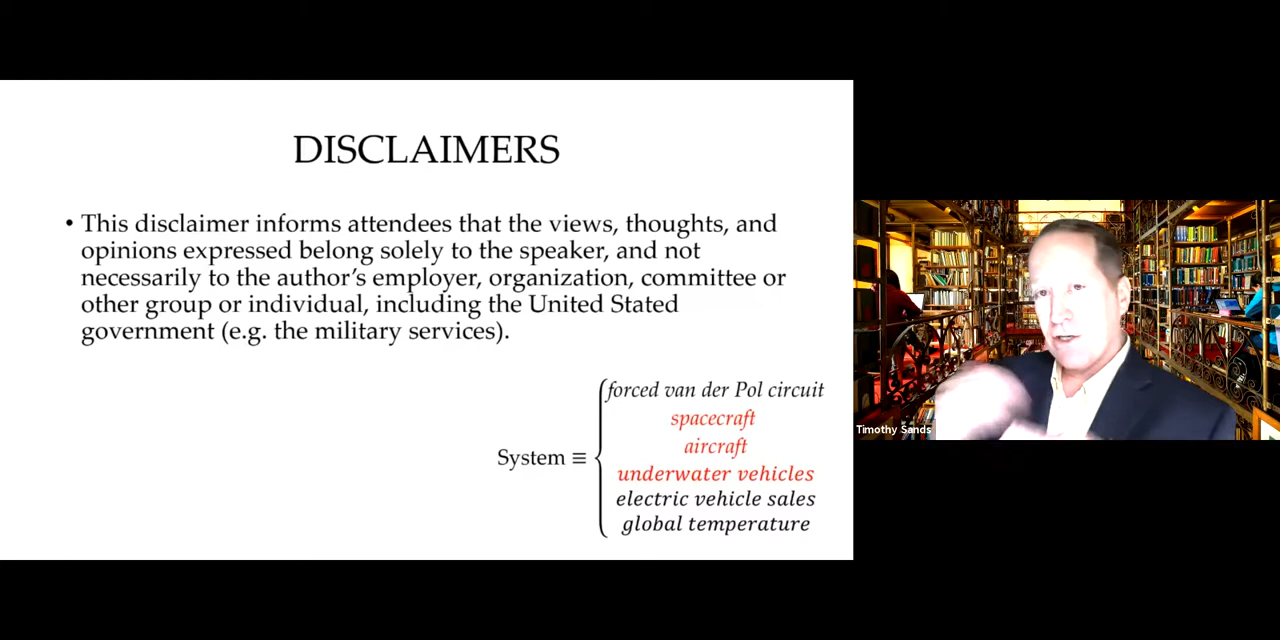 DISCLAIMERS
• This disclaimer informs attendees that the views, thoughts, and
opinions expressed belong solely to the speaker, and not
necessarily to the author's employer, organization, committee or
other group or individual, including the United Stated
government (e.g. the military services).
forced van der Pol circuit
spacecraft
aircraft
System ≡
underwater vehicles
electric vehicle sales
global temperature
Timothy Sands